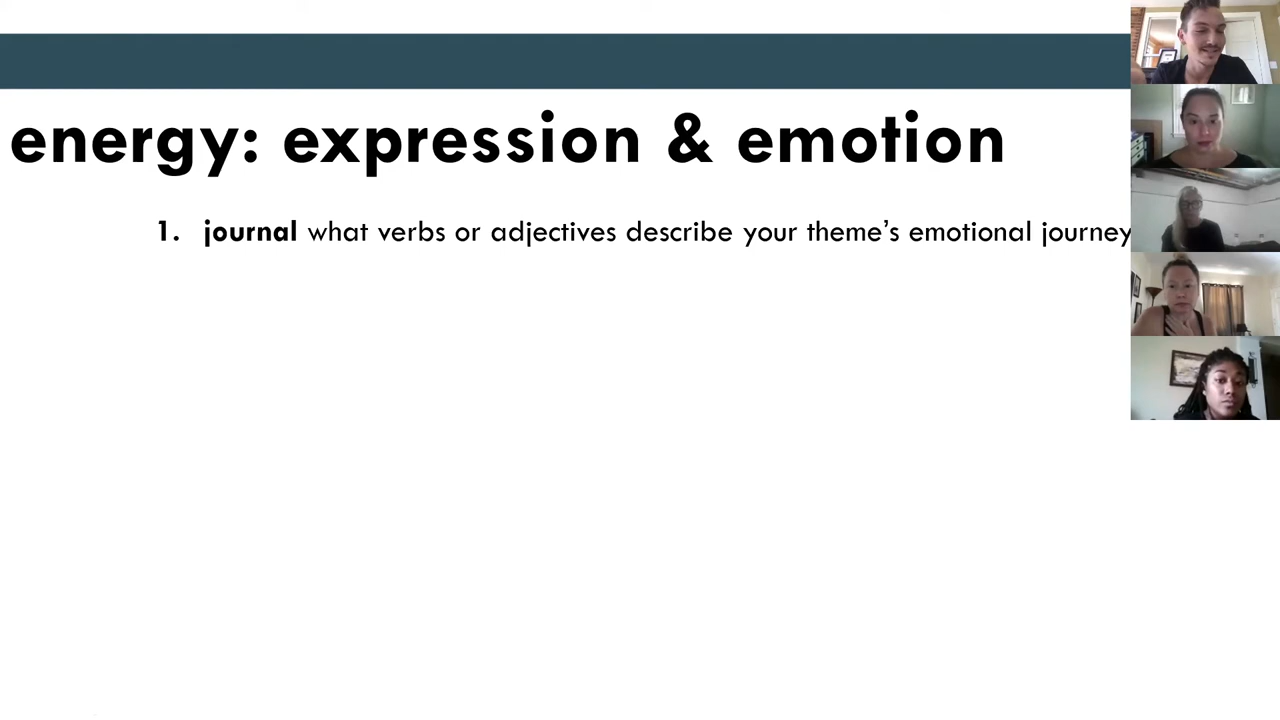 energy: expression & emotion
1. journal what verbs or adjectives describe your theme’s emotional journey